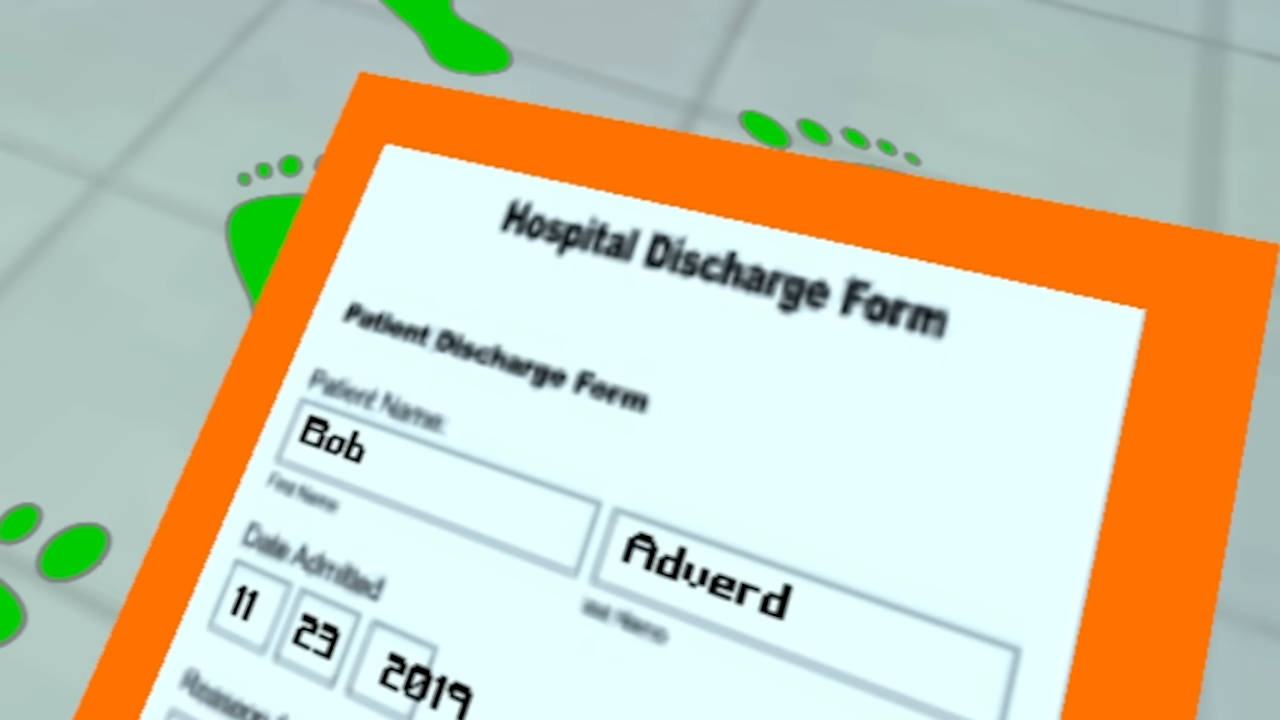 Hospital Discharge Form
Patient Discharge Form
Patient Name:
Bob Adverd
First Name last Name
Date Admitted
11 23 2019
Reason